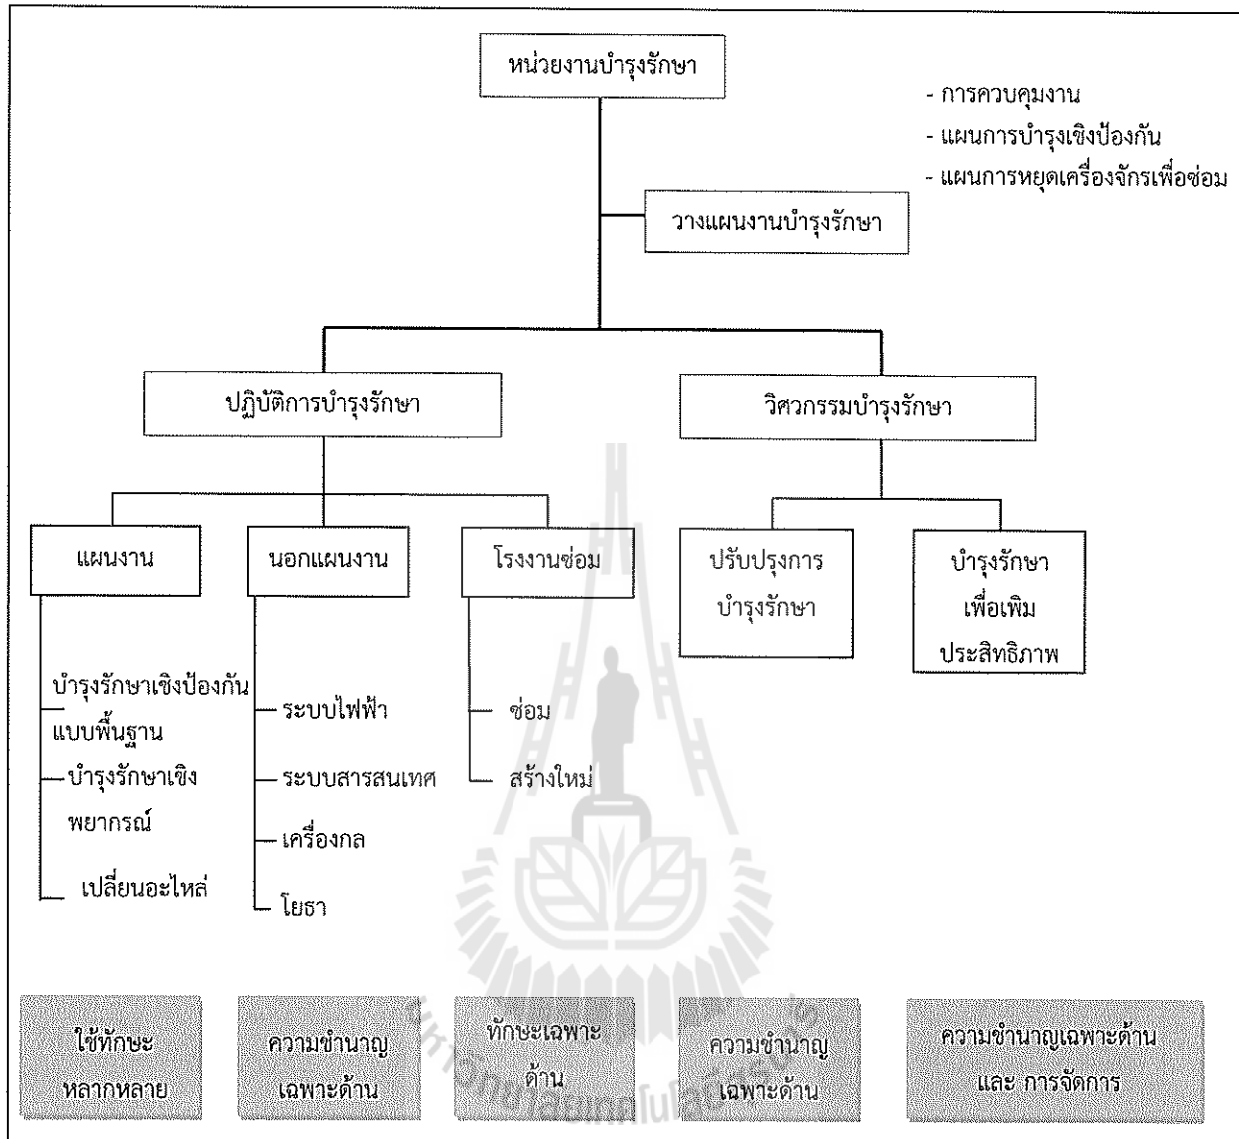 หน่วยงานบำรุงรักษา
- การควบคุมงาน
- แผนการบำรุงเชิงป้องกัน
- แผนการหยุดเครื่องจักรเพื่อซ่อม
วางแผนงานบำรุงรักษา
ปฏิบัติการบำรุงรักษา
วิศวกรรมบำรุงรักษา
แผนงาน
นอกแผนงาน
โรงงานซ่อม
ปรับปรุงการ
บำรุงรักษา
บำรุงรักษา
เพื่อเพิ่ม
ประสิทธิภาพ
บำรุงรักษาเชิงป้องกัน
แบบพื้นฐาน
บำรุงรักษาเชิง
พยากรณ์
เปลี่ยนอะไหล่
ระบบไฟฟ้า
ระบบสารสนเทศ
เครื่องกล
โยธา
ซ่อม
สร้างใหม่
ใช้ทักษะ
หลากหลาย
ความชำนาญ
เฉพาะด้าน
ทักษะเฉพาะ
ด้าน
ความชำนาญ
เฉพาะด้าน
ความชำนาญเฉพาะด้าน
และ การจัดการ